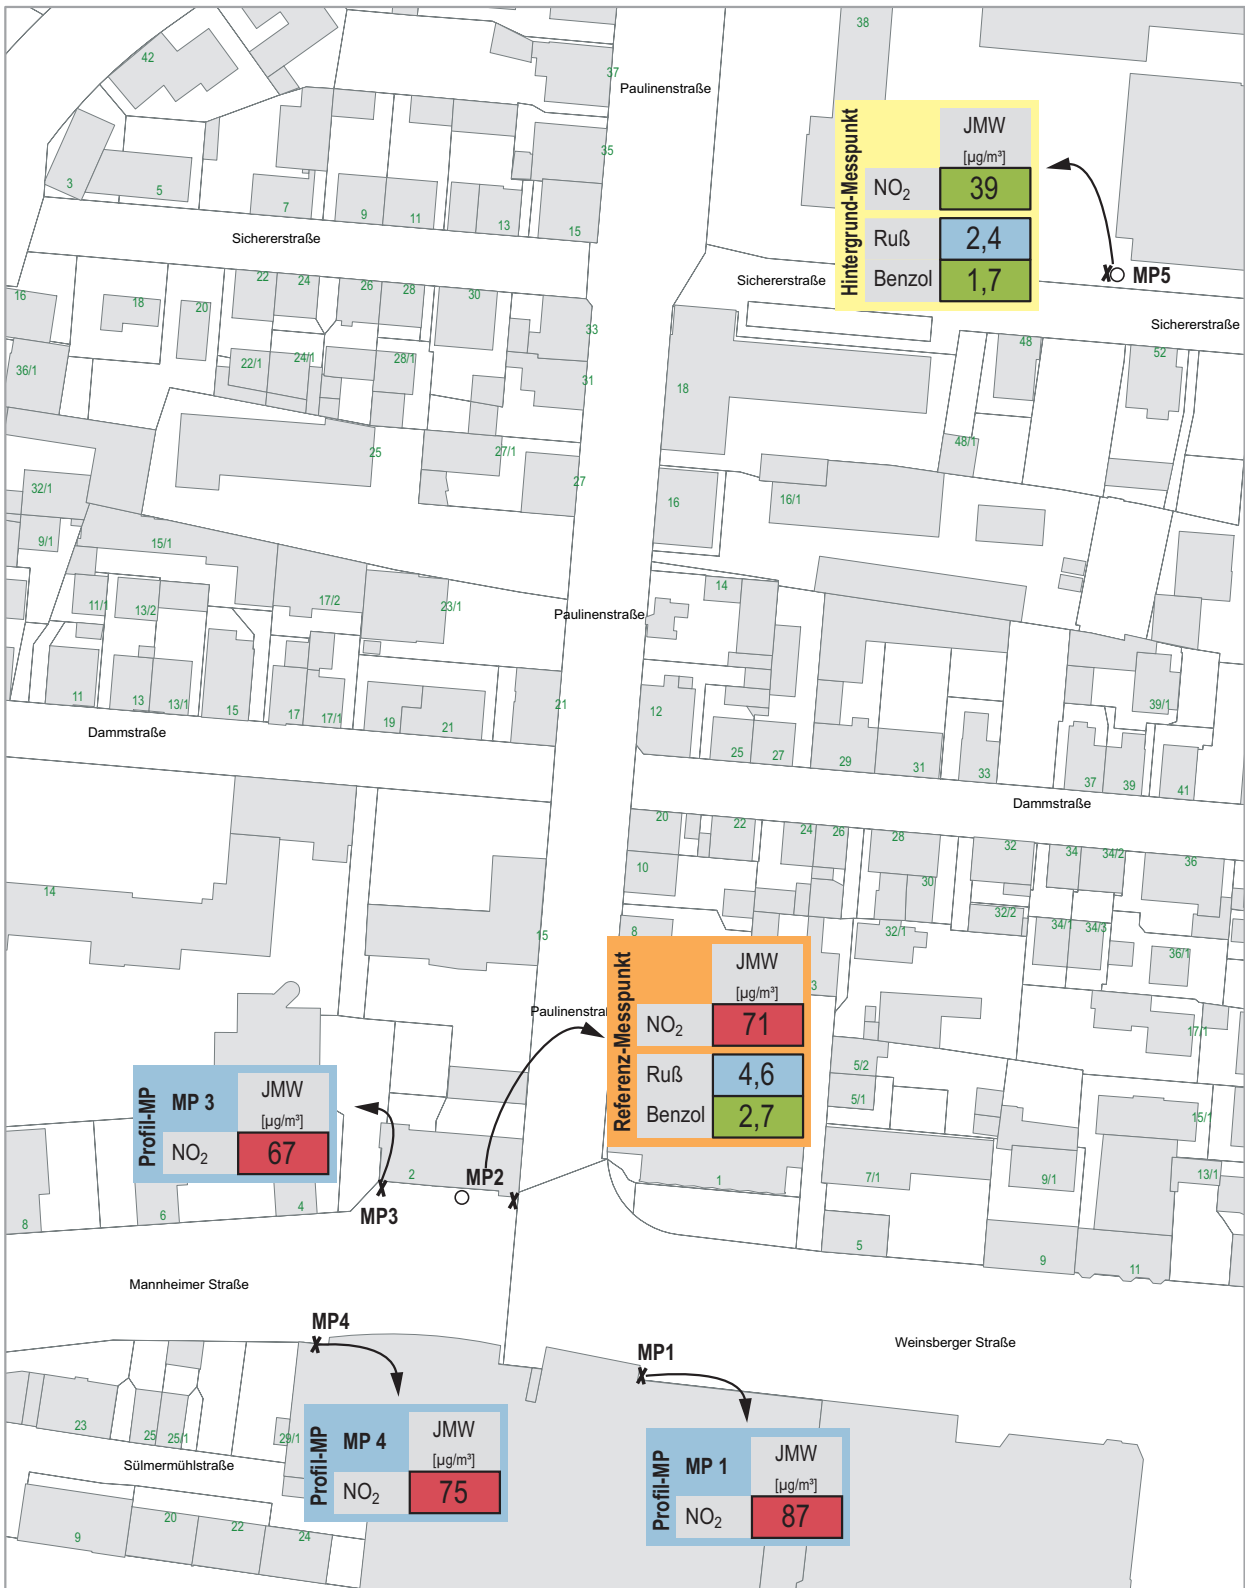 38
42
37
Paulinenstraße
Hintergrund-Messpunkt
JMW
[µg/m³]
NO₂ 39
Ruß 2,4
Benzol 1,7
35
3
5
7
9
11
13
15
Sichererstraße
Sichererstraße
MP5
Sichererstraße
16
18
20
22
24
26
28
30
33
48
52
36/1
22/1
24/1
28/1
31
18
25
27/1
48/1
32/1
27
16
16/1
9/1
15/1
11/1
13/2
17/2
23/1
14
Paulinenstraße
12
11
13
13/1
15
17
17/1
19
21
21
39/1
25
27
29
31
33
37
39
41
Dammstraße
Dammstraße
20
22
24
26
28
32
34
34/2
36
10
30
14
15
8
32/1
32/2
34/1
34/3
36/1
3
Referenz-Messpunkt
JMW
[µg/m³]
NO₂ 71
Ruß 4,6
Benzol 2,7
Paulinenstraß
17/1
5/2
5/1
15/1
Profil-MP
MP 3 JMW
[µg/m³]
NO₂ 67
2
MP2
MP3
1
7/1
9/1
13/1
8
6
4
5
9
11
Mannheimer Straße
MP4
MP1
Weinsberger Straße
23
25
25/1
29/1
Sülmermühlstraße
Profil-MP
MP 4 JMW
[µg/m³]
NO₂ 75
Profil-MP
MP 1 JMW
[µg/m³]
NO₂ 87
9
20
22
24